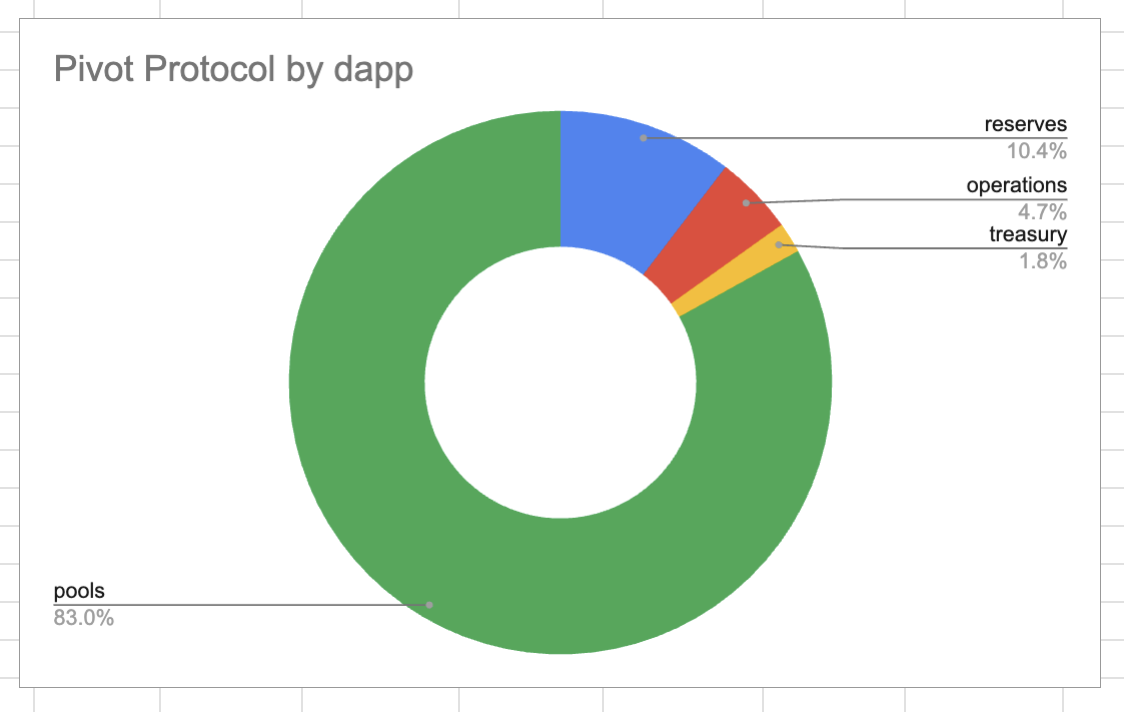 Pivot Protocol by dapp
reserves
10.4%
operations
4.7%
treasury
1.8%
pools
83.0%